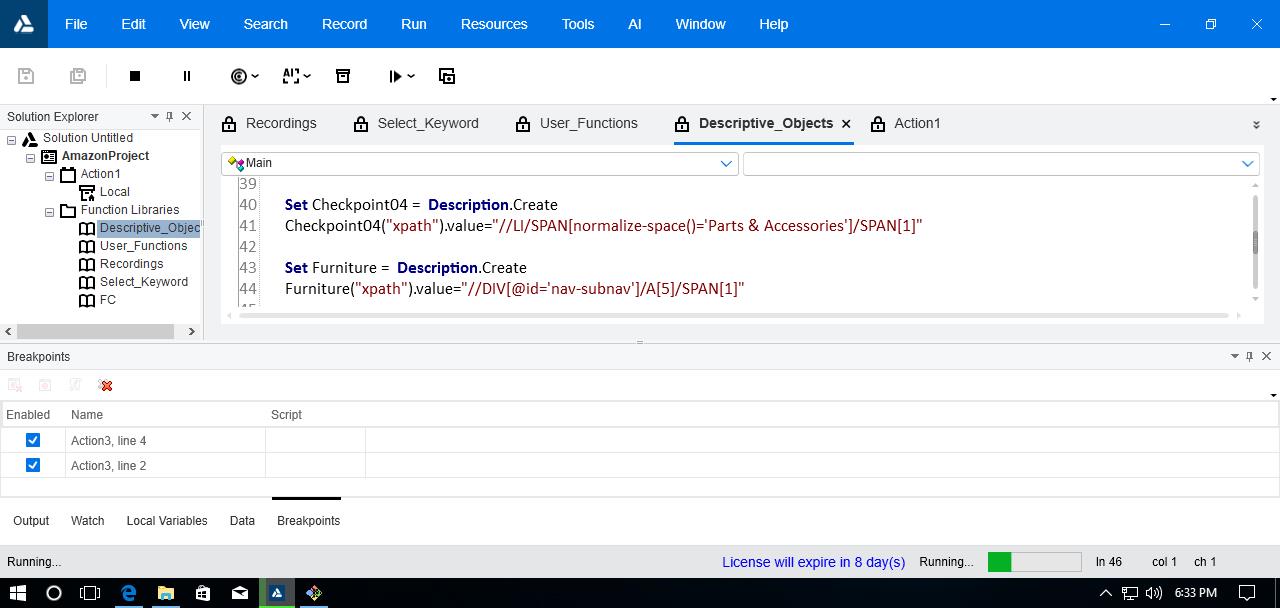 File Edit View Search Record Run Resources Tools AI Window Help
Solution Explorer
Solution Untitled
AmazonProject
Action1
Local
Function Libraries
Descriptive_Objec
User_Functions
Recordings
Select_Keyword
FC
Recordings Select_Keyword User_Functions Descriptive_Objects Action1
Main
39
40 Set Checkpoint04 = Description.Create
41 Checkpoint04("xpath").value="//LI/SPAN[normalize-space()='Parts & Accessories']/SPAN[1]"
42
43 Set Furniture = Description.Create
44 Furniture("xpath").value="//DIV[@id='nav-subnav']/A[5]/SPAN[1]"
45
Breakpoints
Enabled Name Script
Action3, line 4
Action3, line 2
Output Watch Local Variables Data Breakpoints
Running... License will expire in 8 day(s) Running... ln 46 col 1 ch 1
6:33 PM